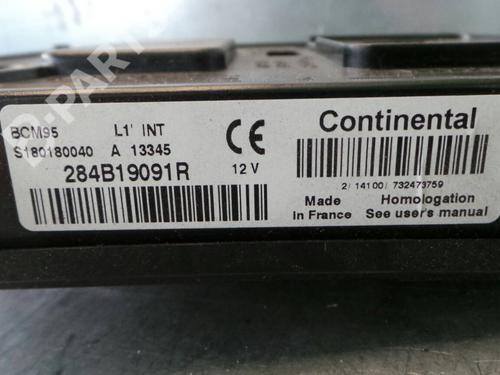 BCM95 L1' INT
S180180040 A 13345
284B19091R
CE
12 V
Continental
2/14100/732473759
Made in France
Homologation
See user's manual
B-PARTS